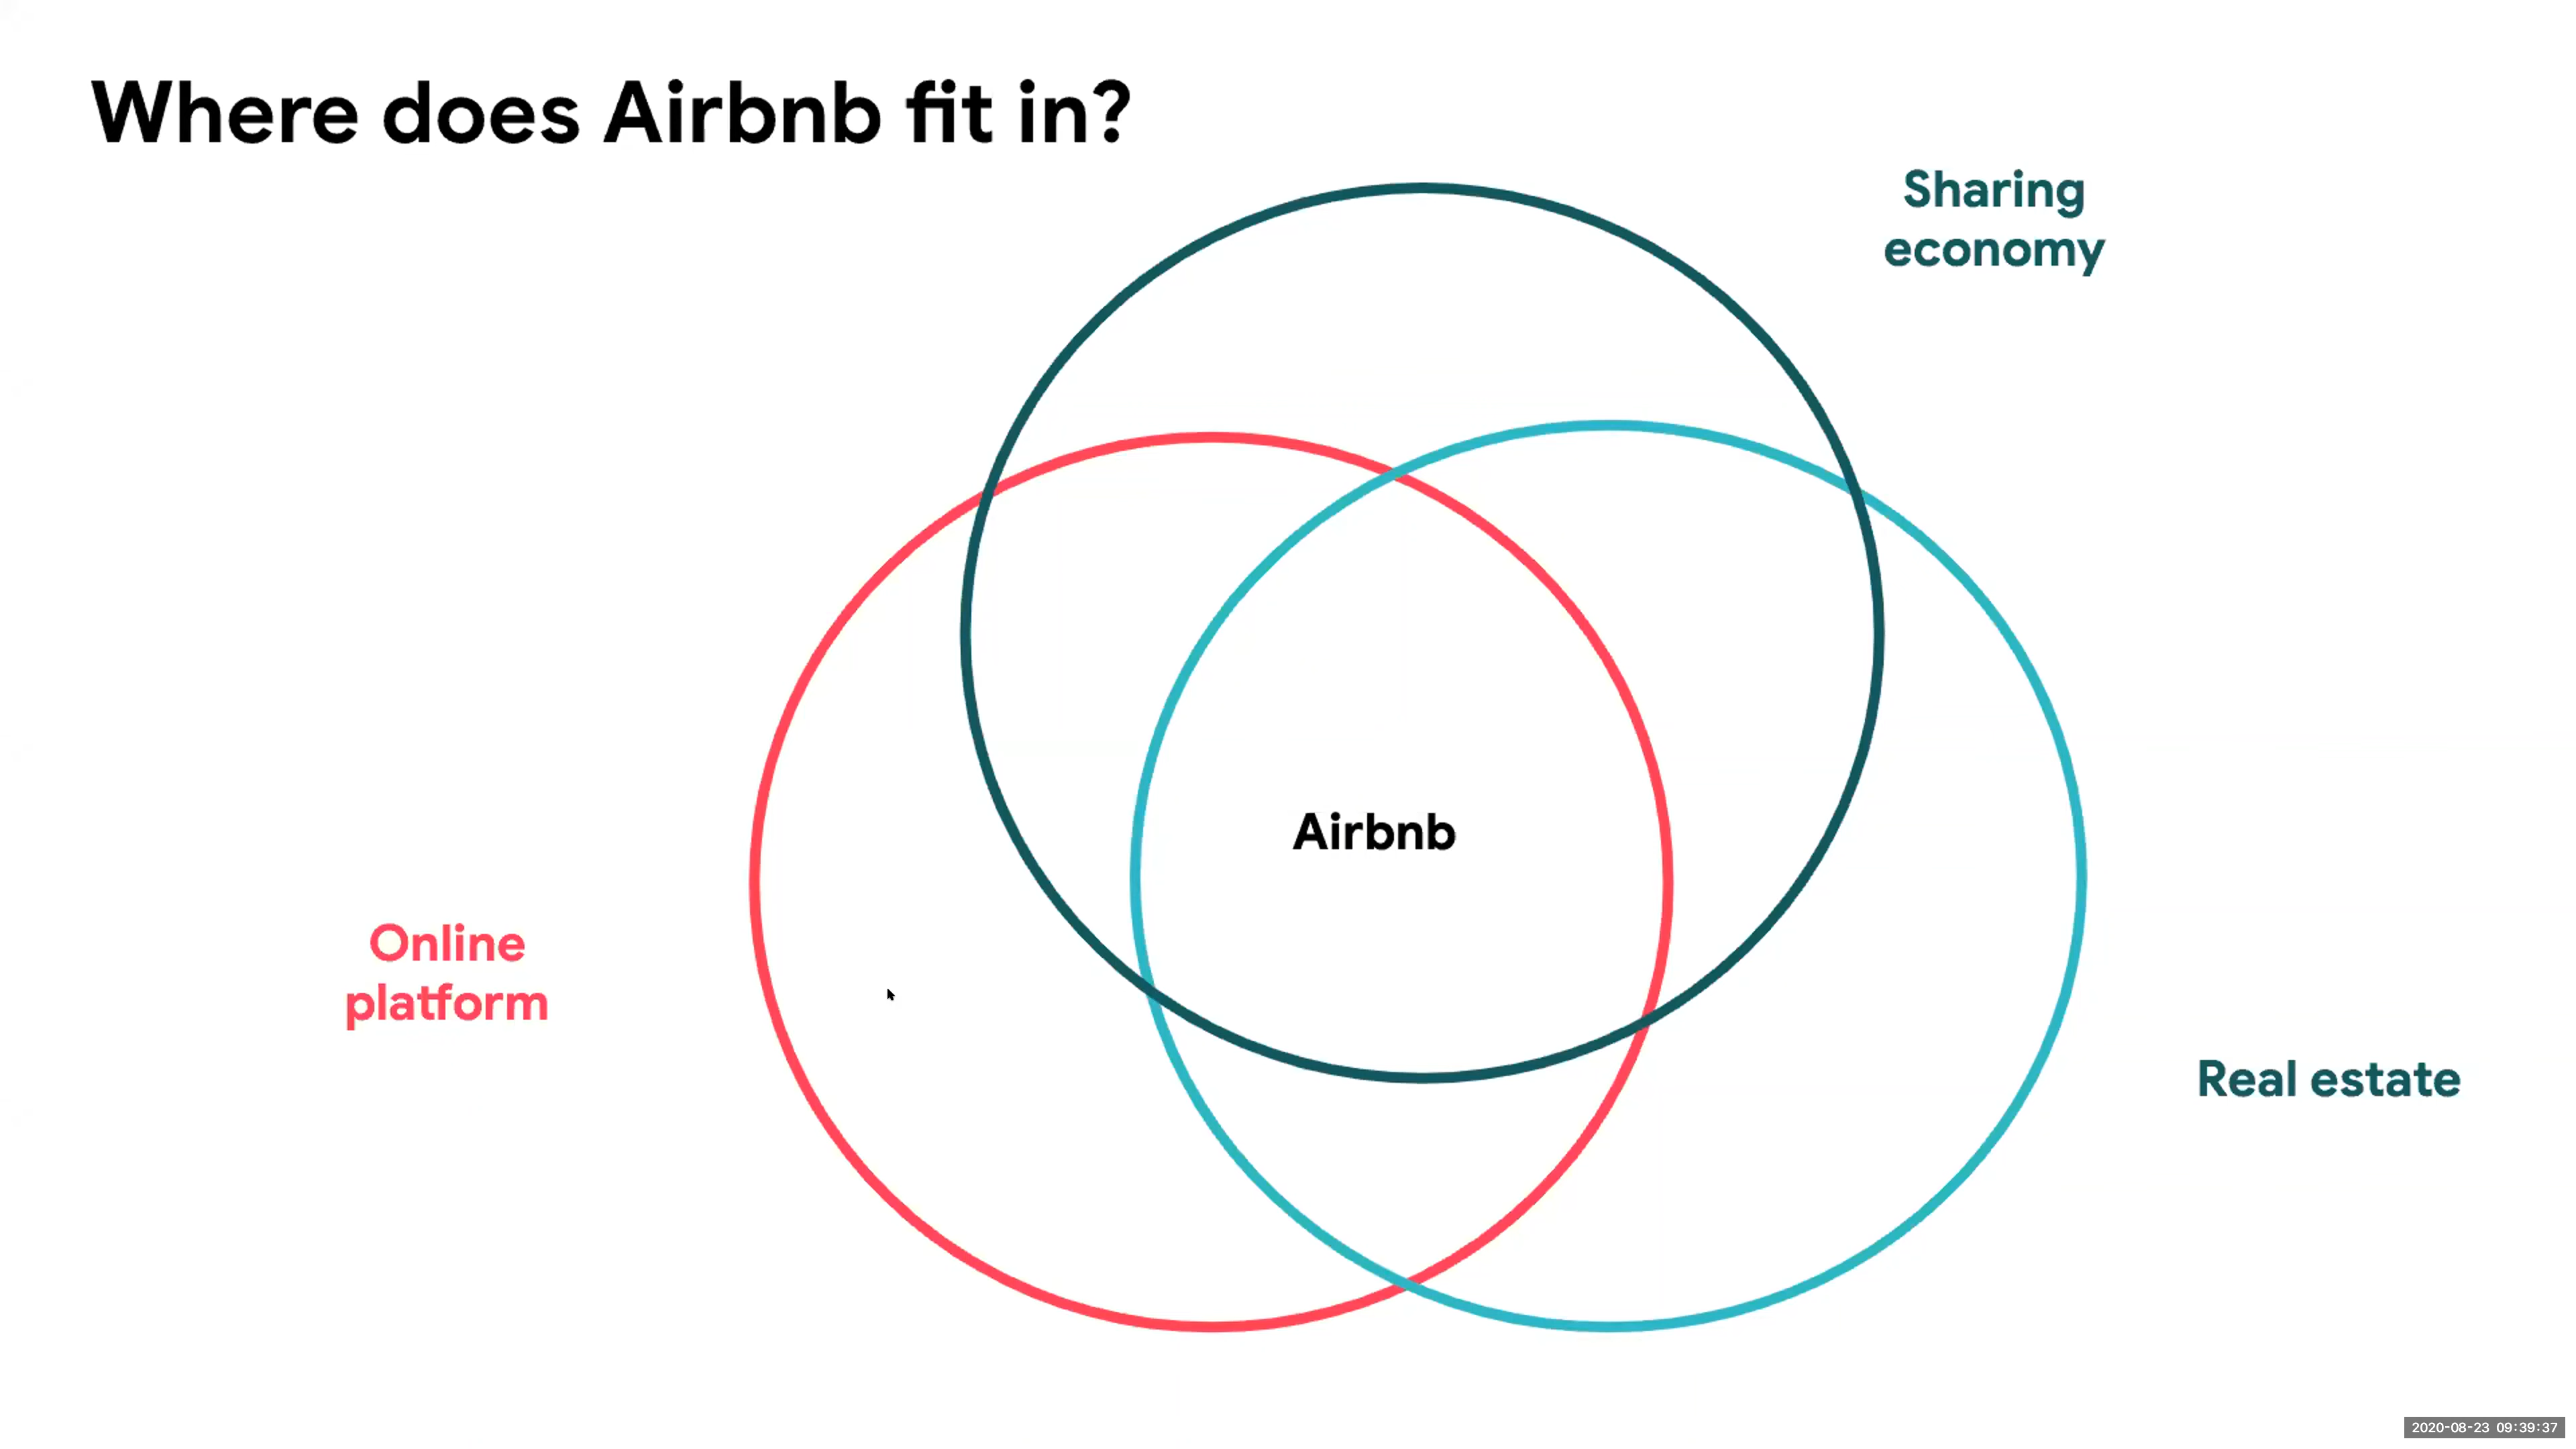 Where does Airbnb fit in?
Sharing
economy
Airbnb
Online
platform
Real estate
2020-08-23 09:39:37